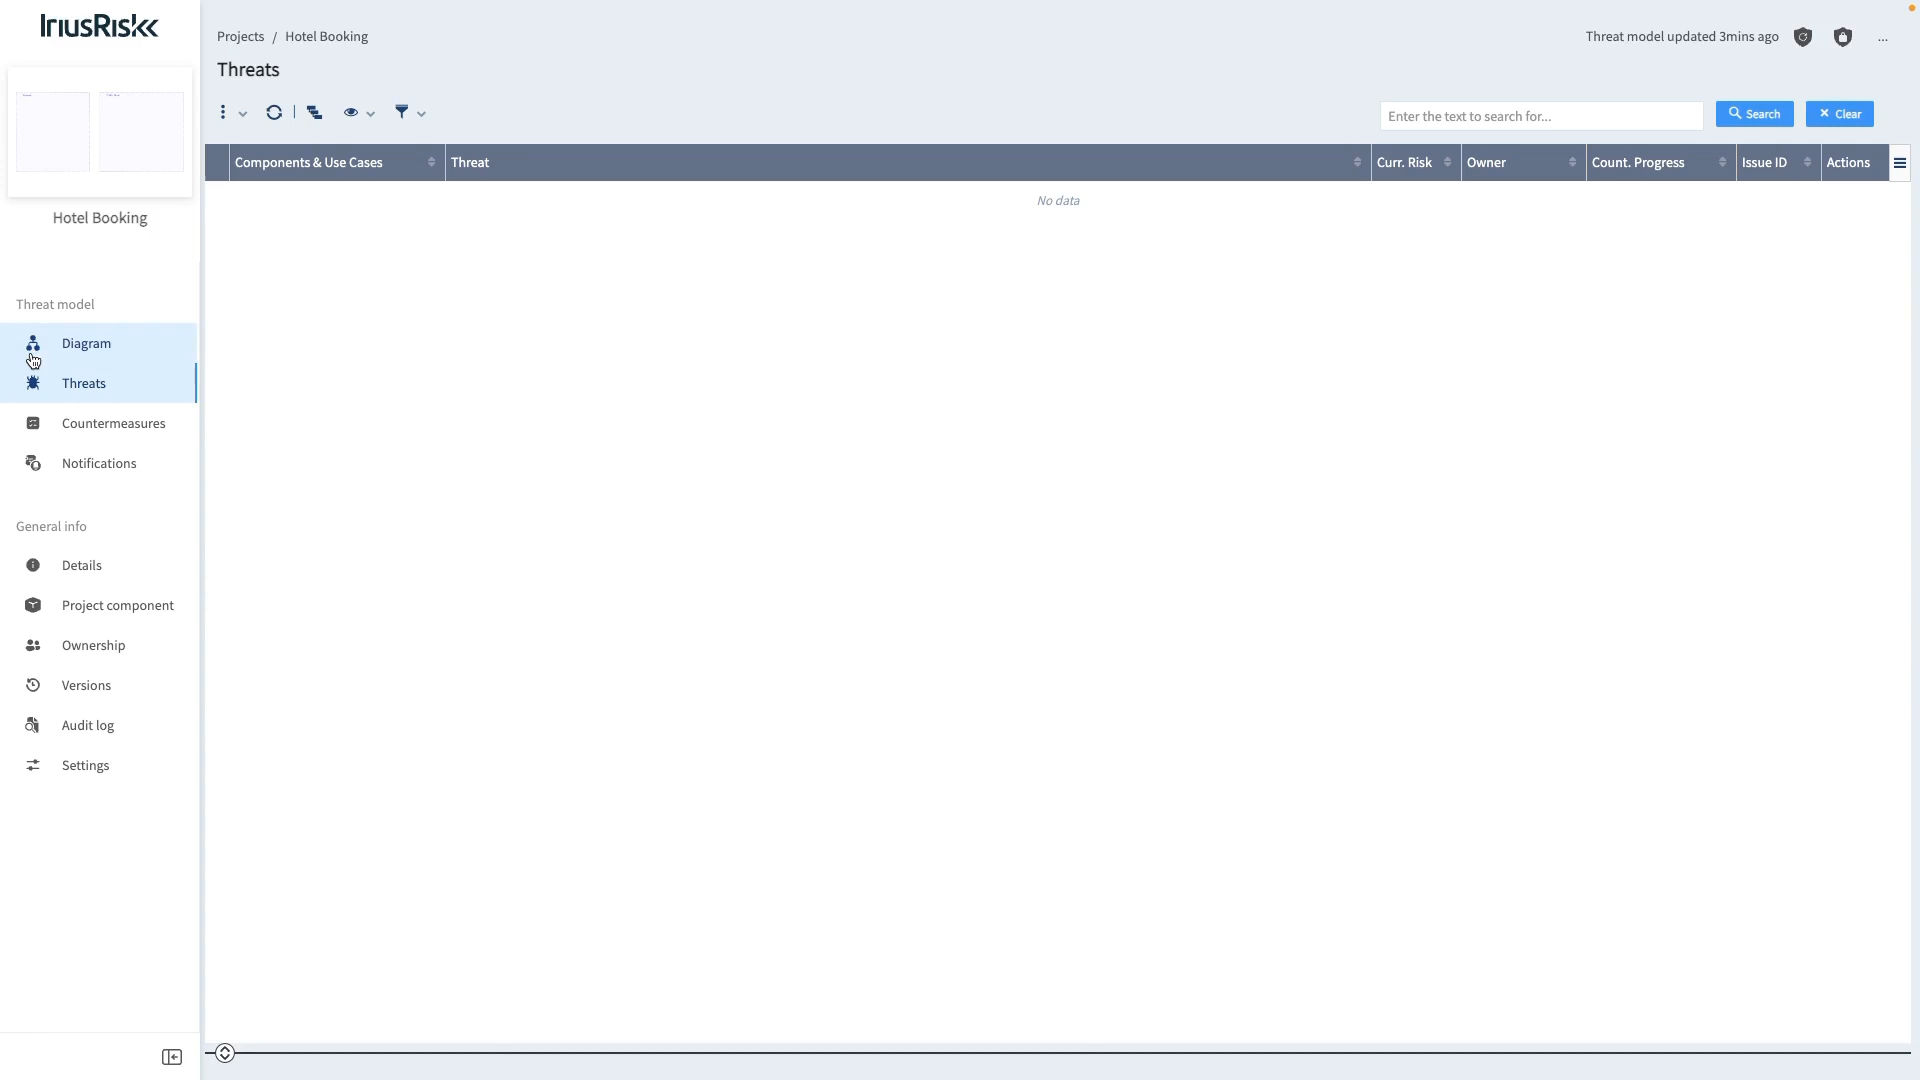 IriusRisk
Projects / Hotel Booking
Threat model updated 3mins ago
...
Threats
Enter the text to search for...
Search
Clear
Components & Use Cases
Threat
Curr. Risk
Owner
Count. Progress
Issue ID
Actions
No data
Hotel Booking
Threat model
Diagram
Threats
Countermeasures
Notifications
General info
Details
Project component
Ownership
Versions
Audit log
Settings